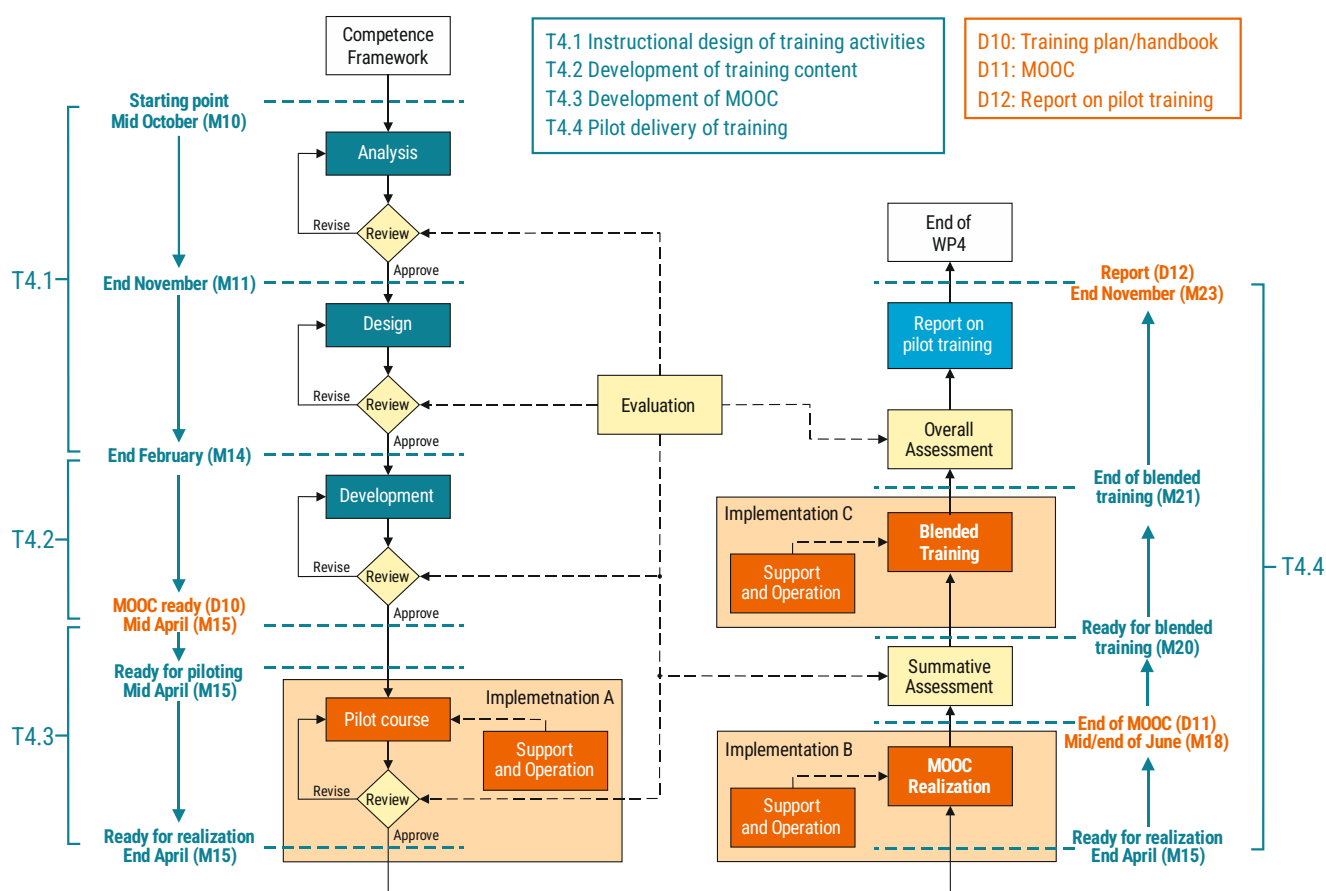 Competence
Framework
T4.1 Instructional design of training activities
T4.2 Development of training content
T4.3 Development of MOOC
T4.4 Pilot delivery of training
D10: Training plan/handbook
D11: MOOC
D12: Report on pilot training
Starting point
Mid October (M10)
Analysis
Revise
Review
Approve
T4.1
End November (M11)
Design
Revise
Review
Approve
End February (M14)
Development
T4.2
Revise
Review
Approve
MOOC ready (D10)
Mid April (M15)
Ready for piloting
Mid April (M15)
Implemetnation A
Pilot course
T4.3
Support
and Operation
Revise
Review
Approve
Ready for realization
End April (M15)
Evaluation
End of
WP4
Report (D12)
End November (M23)
Report on
pilot training
Overall
Assessment
End of blended
training (M21)
Implementation C
Blended
Training
Support
and Operation
T4.4
Ready for blended
training (M20)
Summative
Assessment
End of MOOC (D11)
Mid/end of June (M18)
Implementation B
MOOC
Realization
Support
and Operation
Ready for realization
End April (M15)